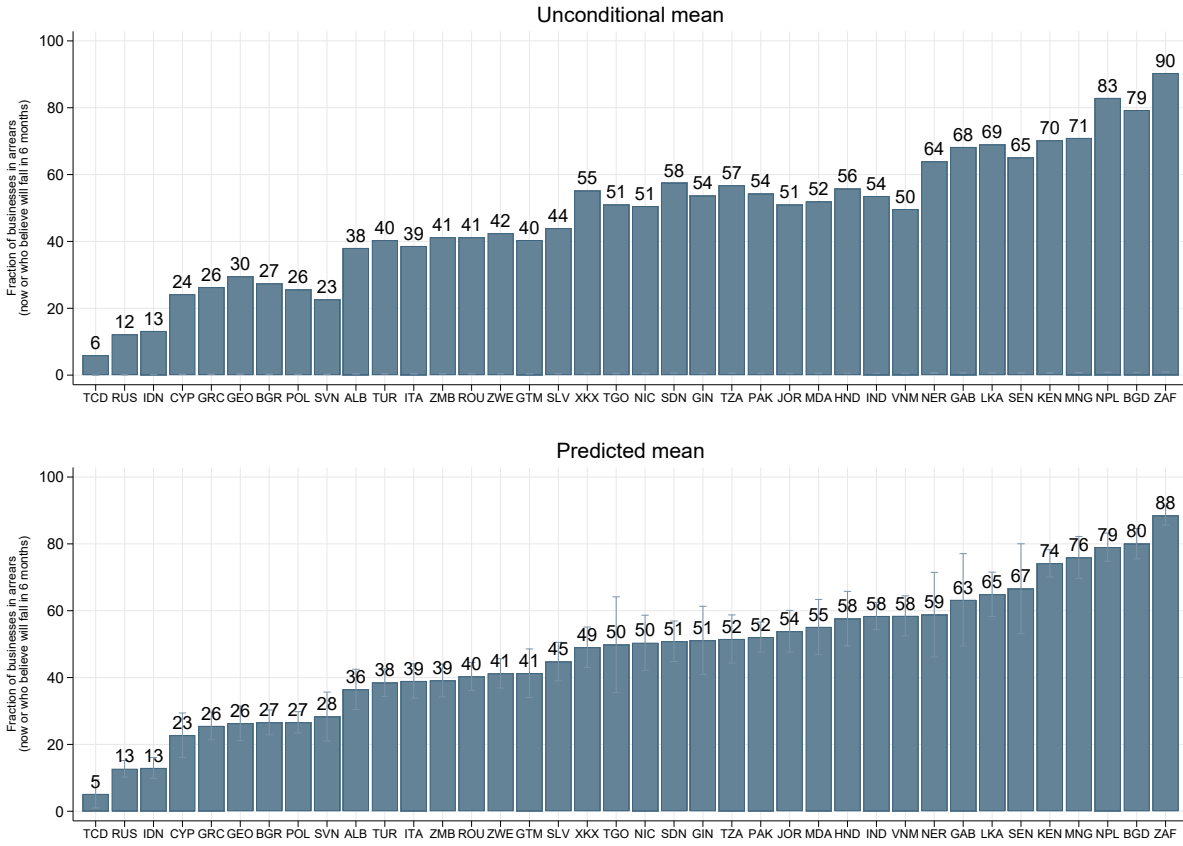 Unconditional mean
Fraction of businesses in arrears
(now or who believe will fall in 6 months)
100
80
60
40
20
0
6 12 13 24 26 30 27 26 23 38 40 39 41 41 42 40 44 55 51 51 58 54 57 54 51 52 56 54 50 64 68 69 65 70 71 83 79 90
TCD RUS IDN CYP GRC GEO BGR POL SVN ALB TUR ITA ZMB ROU ZWE GTM SLV XKX TGO NIC SDN GIN TZA PAK JOR MDA HND IND VNM NER GAB LKA SEN KEN MNG NPL BGD ZAF
Predicted mean
Fraction of businesses in arrears
(now or who believe will fall in 6 months)
100
80
60
40
20
0
5 13 13 23 26 26 27 27 28 36 38 39 39 40 41 41 45 49 50 50 51 51 52 52 54 55 58 58 58 59 63 65 67 74 76 79 80 88
TCD RUS IDN CYP GRC GEO BGR POL SVN ALB TUR ITA ZMB ROU ZWE GTM SLV XKX TGO NIC SDN GIN TZA PAK JOR MDA HND IND VNM NER GAB LKA SEN KEN MNG NPL BGD ZAF